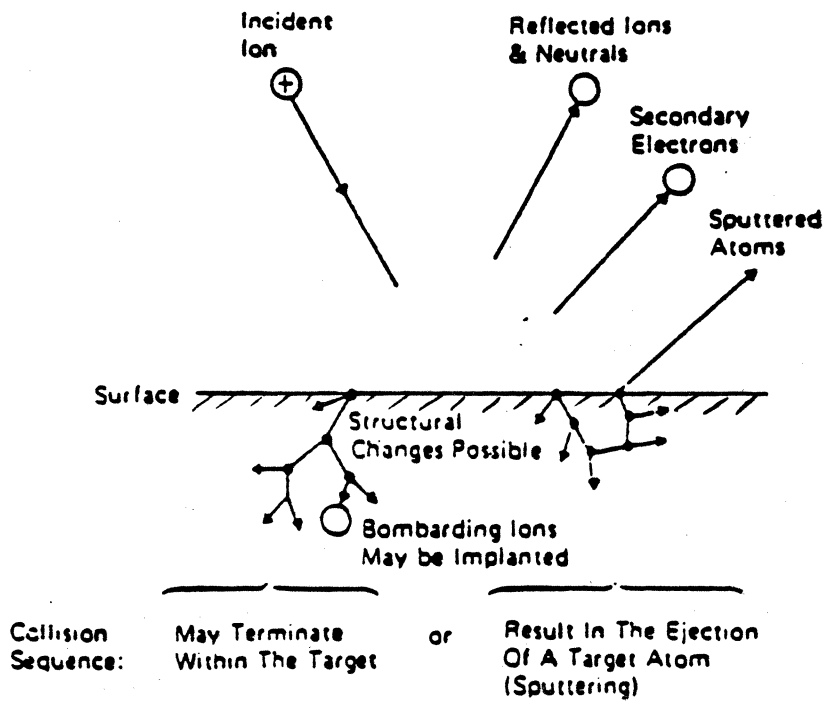 Incident
Ion
+
Reflected Ions
& Neutrals
Secondary
Electrons
Sputtered
Atoms
Surface
Structural
Changes Possible
Bombarding Ions
May be Implanted
Collision
Sequence:
May Terminate
Within The Target
or
Result In The Ejection
Of A Target Atom
(Sputtering)